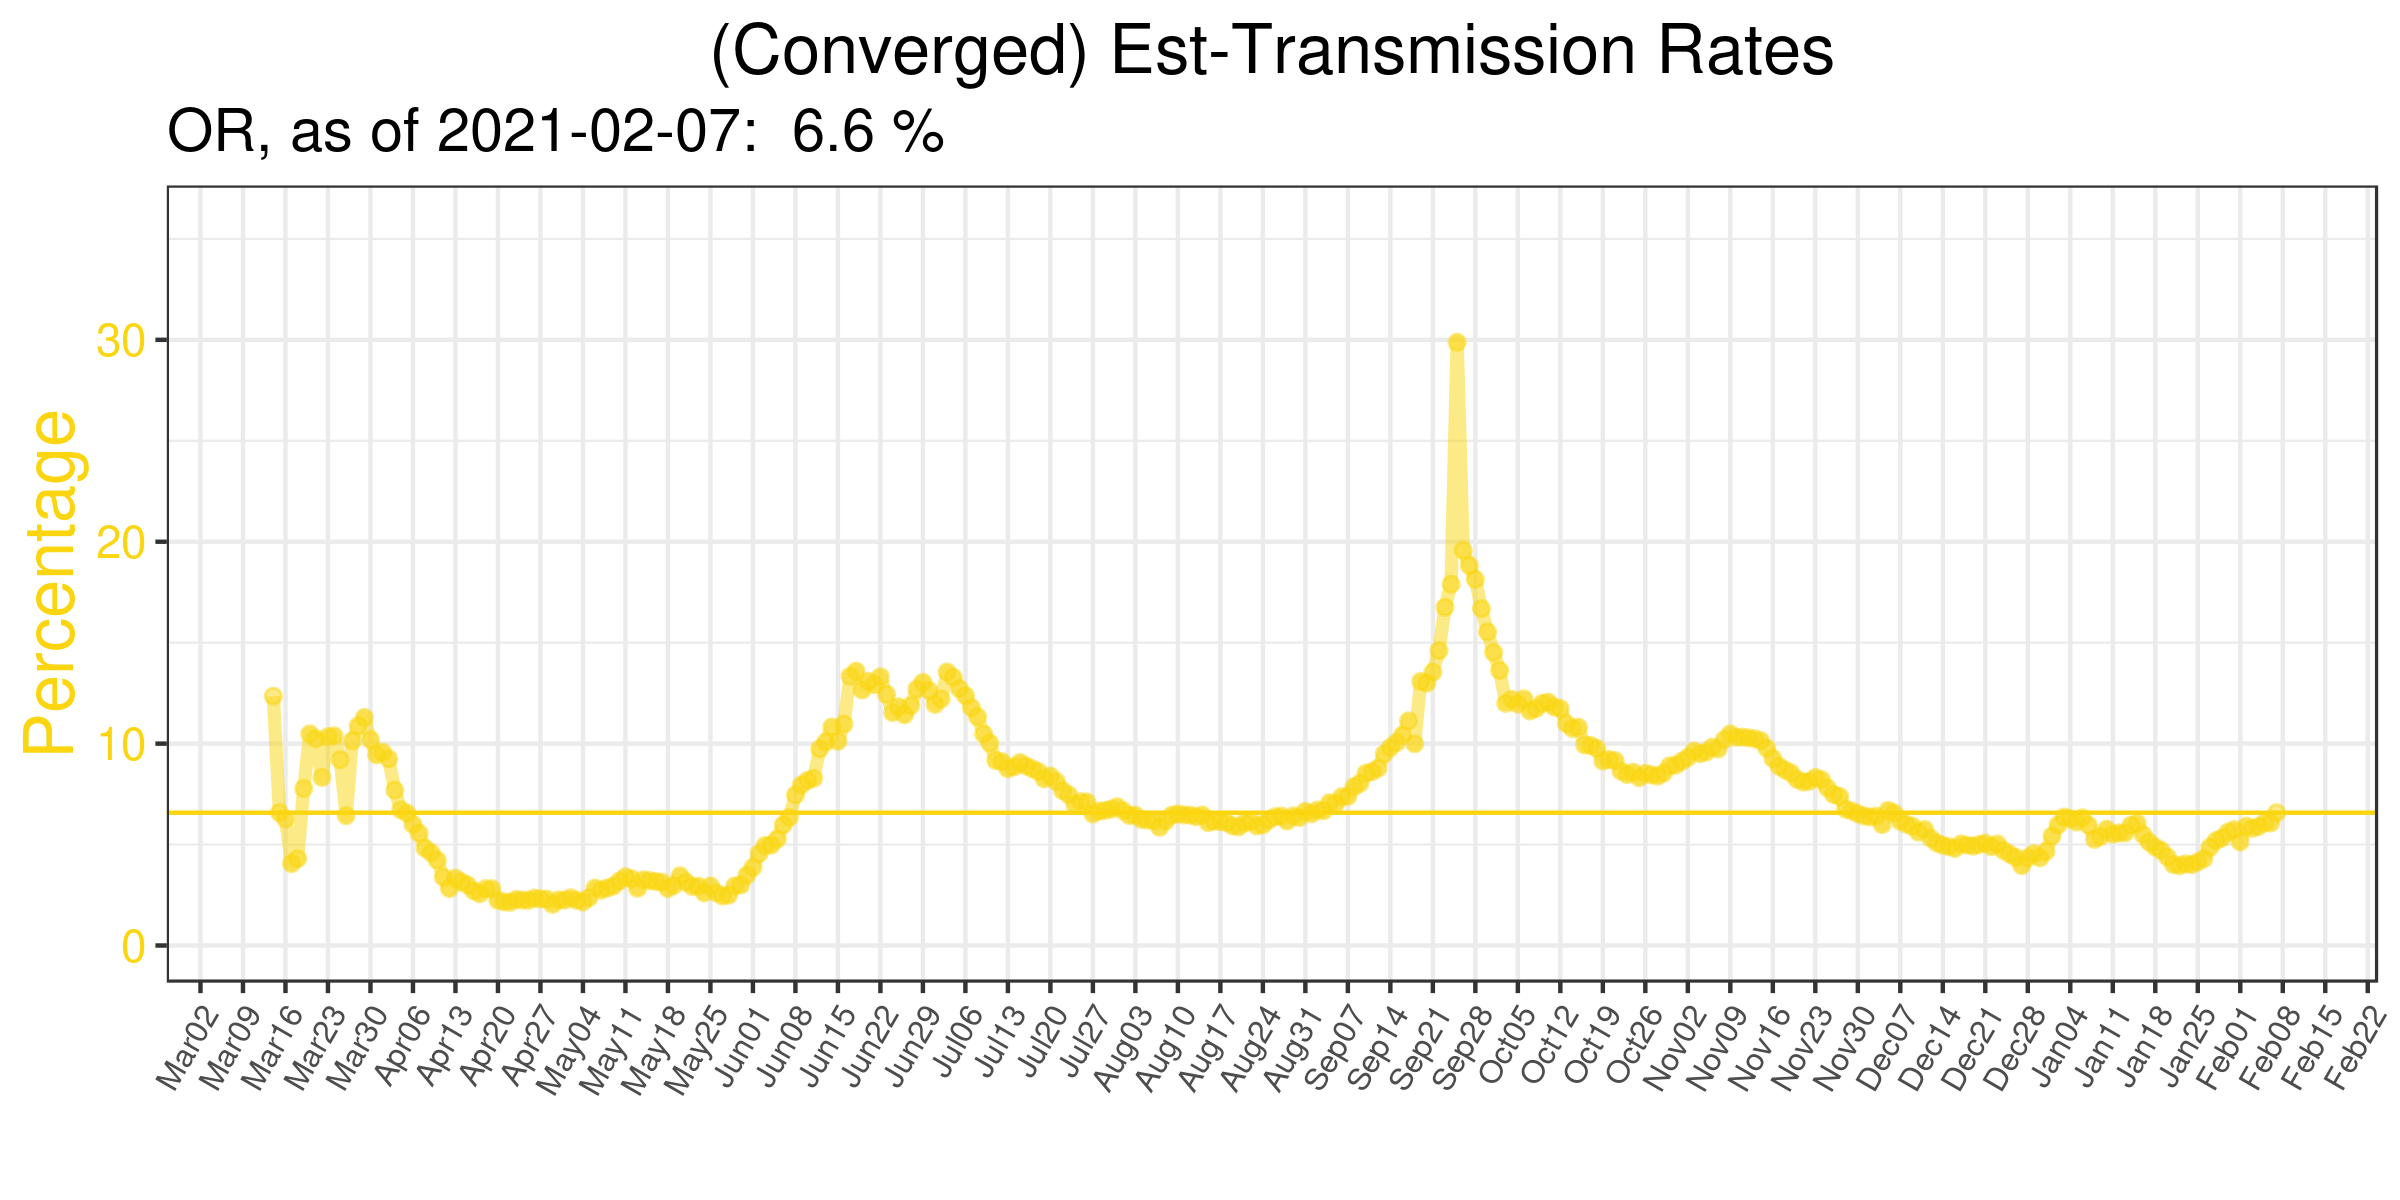 (Converged) Est-Transmission Rates
OR, as of 2021-02-07:  6.6 %
Percentage
30
20
10
0
Mar02
Mar09
Mar16
Mar23
Mar30
Apr06
Apr13
Apr20
Apr27
May04
May11
May18
May25
Jun01
Jun08
Jun15
Jun22
Jun29
Jul06
Jul13
Jul20
Jul27
Aug03
Aug10
Aug17
Aug24
Aug31
Sep07
Sep14
Sep21
Sep28
Oct05
Oct12
Oct19
Oct26
Nov02
Nov09
Nov16
Nov23
Nov30
Dec07
Dec14
Dec21
Dec28
Jan04
Jan11
Jan18
Jan25
Feb01
Feb08
Feb15
Feb22